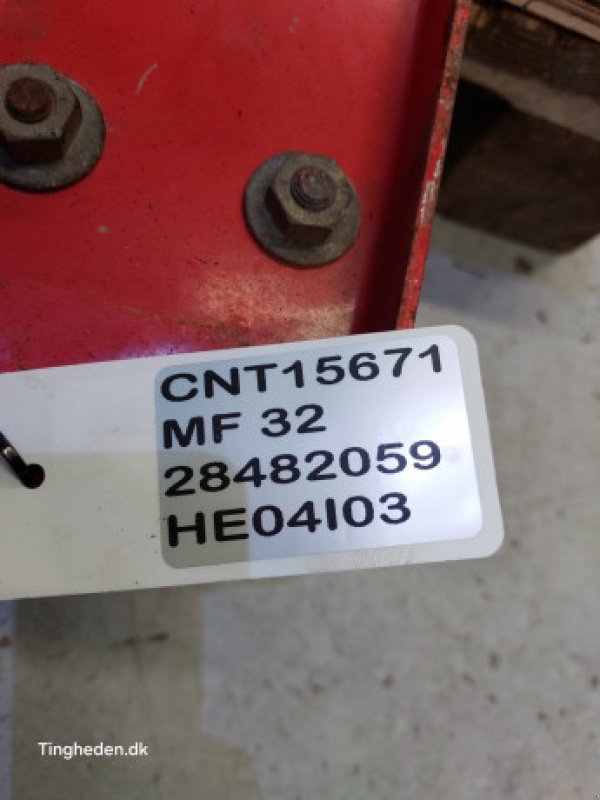 CNT15671
MF 32
28482059
HE04I03
Tingheden.dk